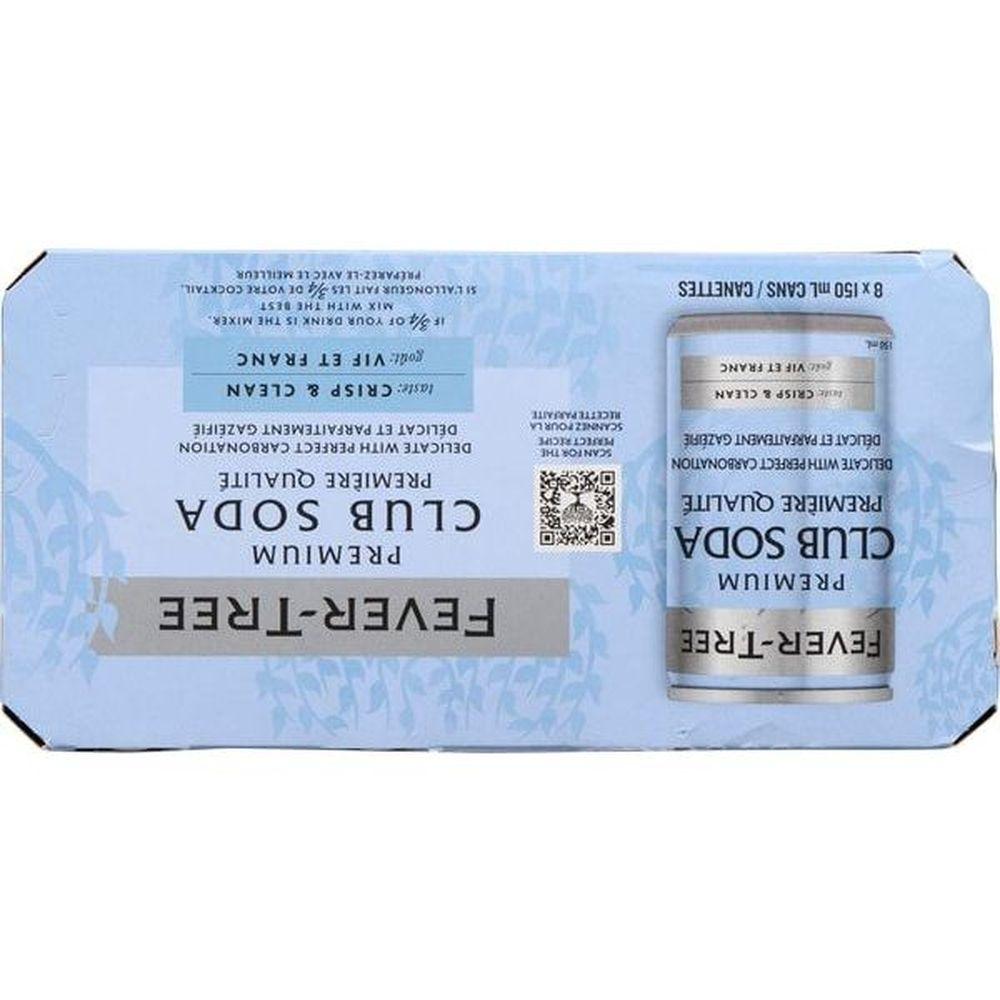 FEVER-TREE
PREMIUM
CLUB SODA
PREMIÈRE QUALITÉ
DELICATE WITH PERFECT CARBONATION
DÉLICAT ET PARFAITEMENT GAZÉIFIÉ
taste: CRISP & CLEAN
goût: VIF ET FRANC
150 mL
8 x 150 mL CANS / CANETTES
SCAN FOR THE
PERFECT RECIPE
SCANNEZ POUR LA
RECETTE PARFAITE
FEVER-TREE
PREMIUM
CLUB SODA
PREMIÈRE QUALITÉ
DELICATE WITH PERFECT CARBONATION
DÉLICAT ET PARFAITEMENT GAZÉIFIÉ
taste: CRISP & CLEAN
goût: VIF ET FRANC
IF 3/4 OF YOUR DRINK IS THE MIXER,
MIX WITH THE BEST
SI L'ALLONGEUR FAIT LES 3/4 DE VOTRE COCKTAIL,
PRÉPAREZ-LE AVEC LE MEILLEUR